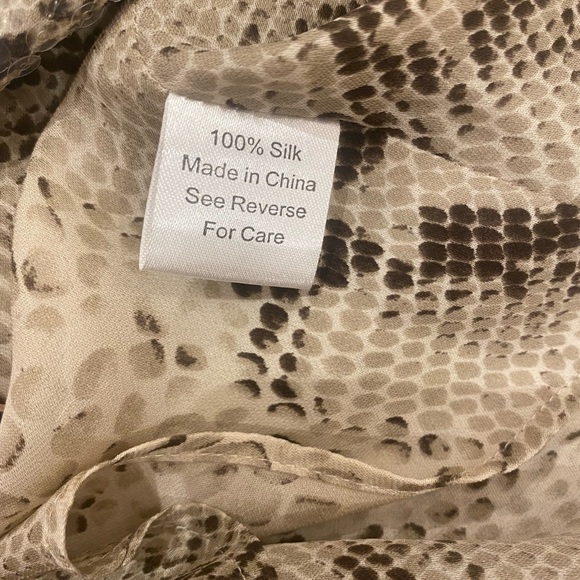 100% Silk
Made in China
See Reverse
For Care